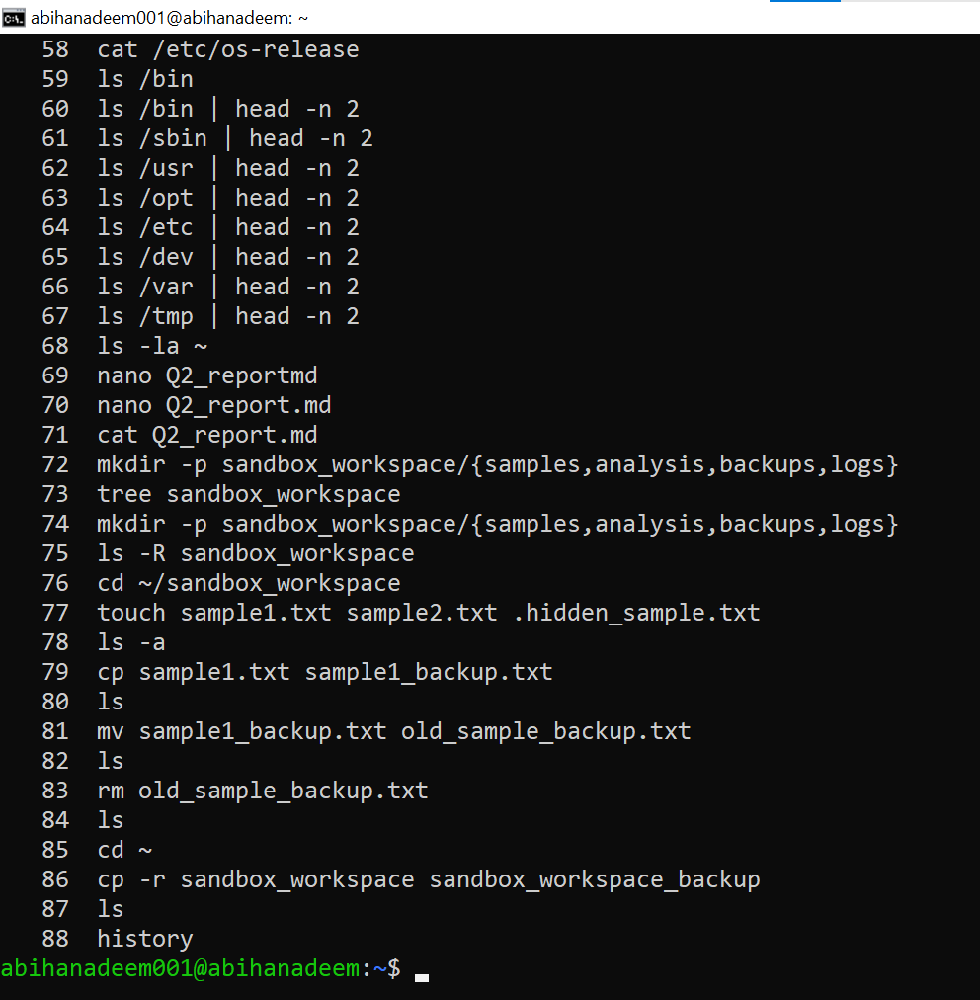 abihanadeem001@abihanadeem: ~
58 cat /etc/os-release
59 ls /bin
60 ls /bin | head -n 2
61 ls /sbin | head -n 2
62 ls /usr | head -n 2
63 ls /opt | head -n 2
64 ls /etc | head -n 2
65 ls /dev | head -n 2
66 ls /var | head -n 2
67 ls /tmp | head -n 2
68 ls -la ~
69 nano Q2_reportmd
70 nano Q2_report.md
71 cat Q2_report.md
72 mkdir -p sandbox_workspace/{samples,analysis,backups,logs}
73 tree sandbox_workspace
74 mkdir -p sandbox_workspace/{samples,analysis,backups,logs}
75 ls -R sandbox_workspace
76 cd ~/sandbox_workspace
77 touch sample1.txt sample2.txt .hidden_sample.txt
78 ls -a
79 cp sample1.txt sample1_backup.txt
80 ls
81 mv sample1_backup.txt old_sample_backup.txt
82 ls
83 rm old_sample_backup.txt
84 ls
85 cd ~
86 cp -r sandbox_workspace sandbox_workspace_backup
87 ls
88 history
abihanadeem001@abihanadeem:~$